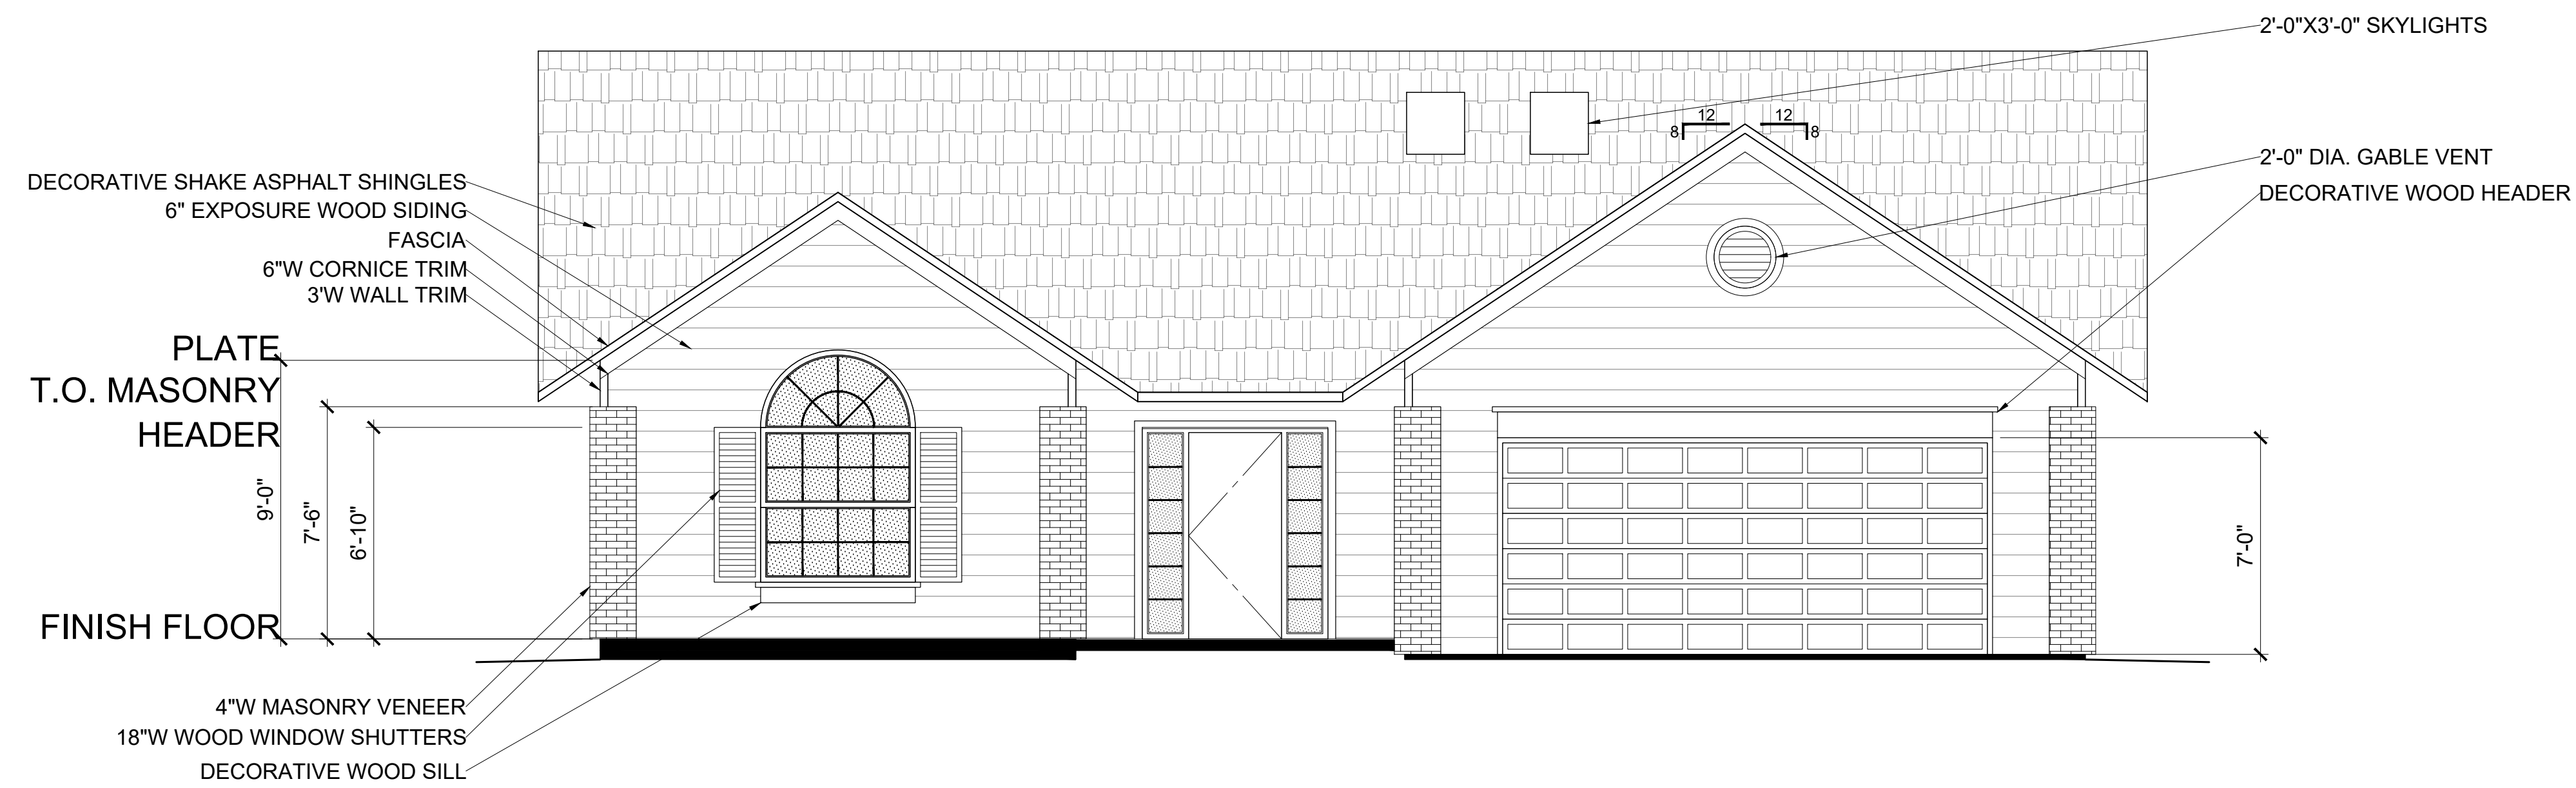 2'-0"X3'-0" SKYLIGHTS
12
12
8
8
2'-0" DIA. GABLE VENT
DECORATIVE WOOD HEADER
DECORATIVE SHAKE ASPHALT SHINGLES
6" EXPOSURE WOOD SIDING
FASCIA
6"W CORNICE TRIM
3'W WALL TRIM
PLATE
T.O. MASONRY
HEADER
9'-0"
7'-6"
6'-10"
7'-0"
FINISH FLOOR
4"W MASONRY VENEER
18"W WOOD WINDOW SHUTTERS
DECORATIVE WOOD SILL